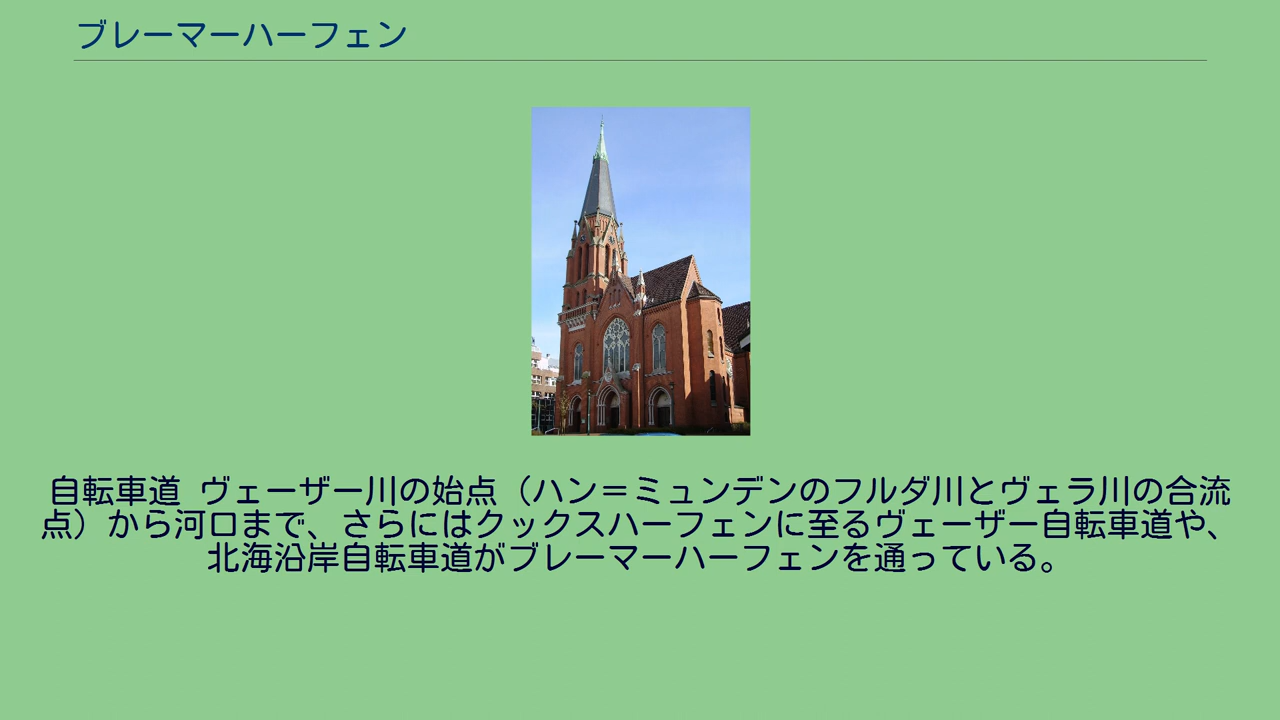 ブレーマーハーフェン
自転車道 ヴェーザー川の始点（ハン＝ミュンデンのフルダ川とヴェラ川の合流
点）から河口まで、さらにはクックスハーフェンに至るヴェーザー自転車道や、
北海沿岸自転車道がブレーマーハーフェンを通っている。